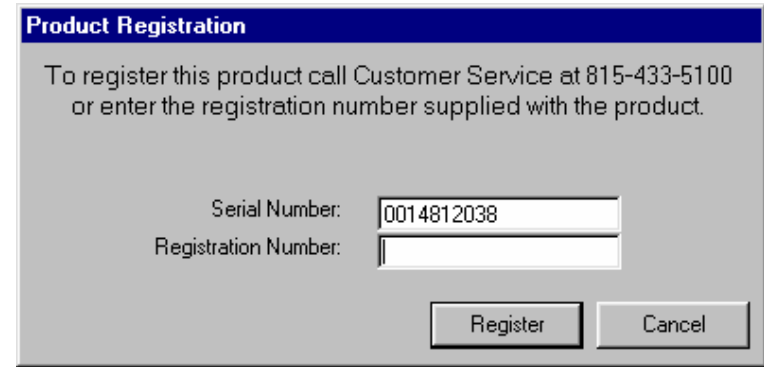 Product Registration
To register this product call Customer Service at 815-433-5100
or enter the registration number supplied with the product.
Serial Number: 0014812038
Registration Number:
Register Cancel